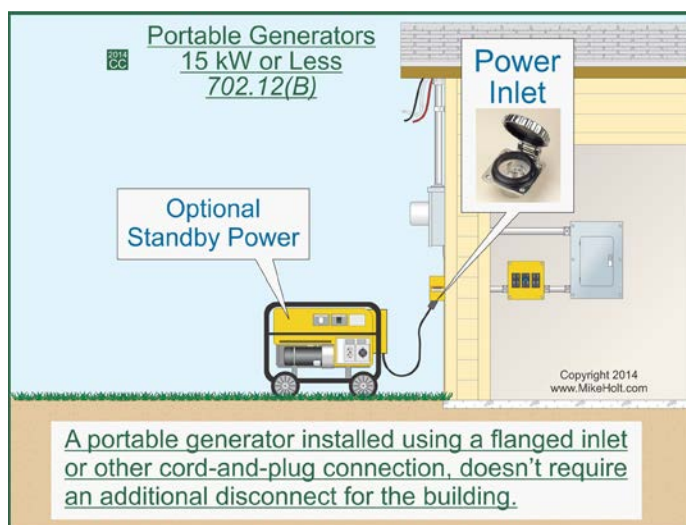 Portable Generators
15 kW or Less
702.12(B)
2014
CC
Power
Inlet
Optional
Standby Power
Copyright 2014
www.MikeHolt.com
A portable generator installed using a flanged inlet
or other cord-and-plug connection, doesn't require
an additional disconnect for the building.